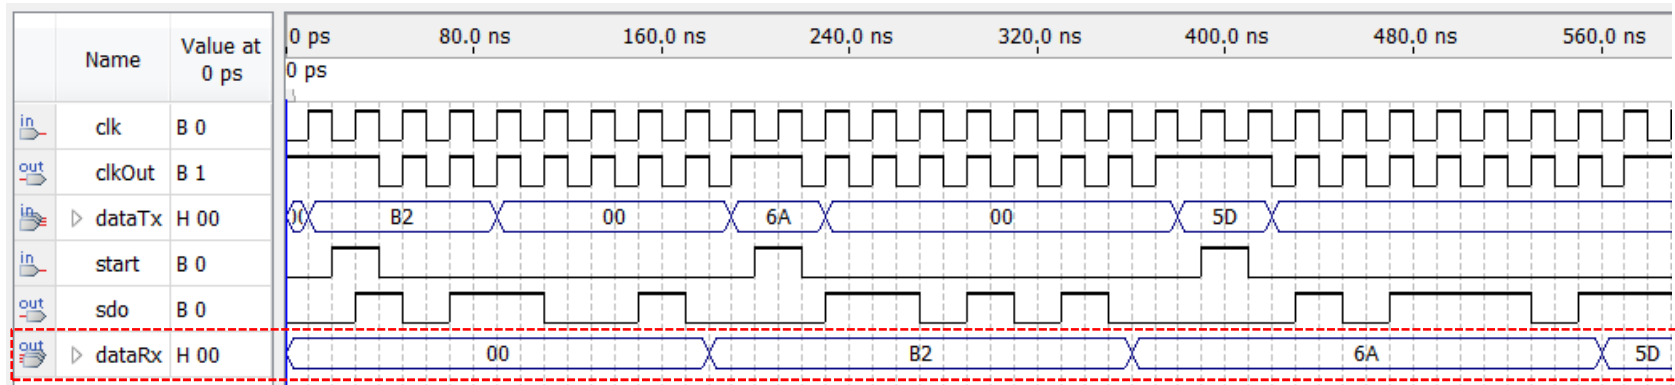 Name Value at 0 ps 0 ps 80.0 ns 160.0 ns 240.0 ns 320.0 ns 400.0 ns 480.0 ns 560.0 ns
0 ps
in clk B 0
out clkOut B 1
in dataTx H 00 B2 00 6A 00 5D
in start B 0
out sdo B 0
out dataRx H 00 00 B2 6A 5D